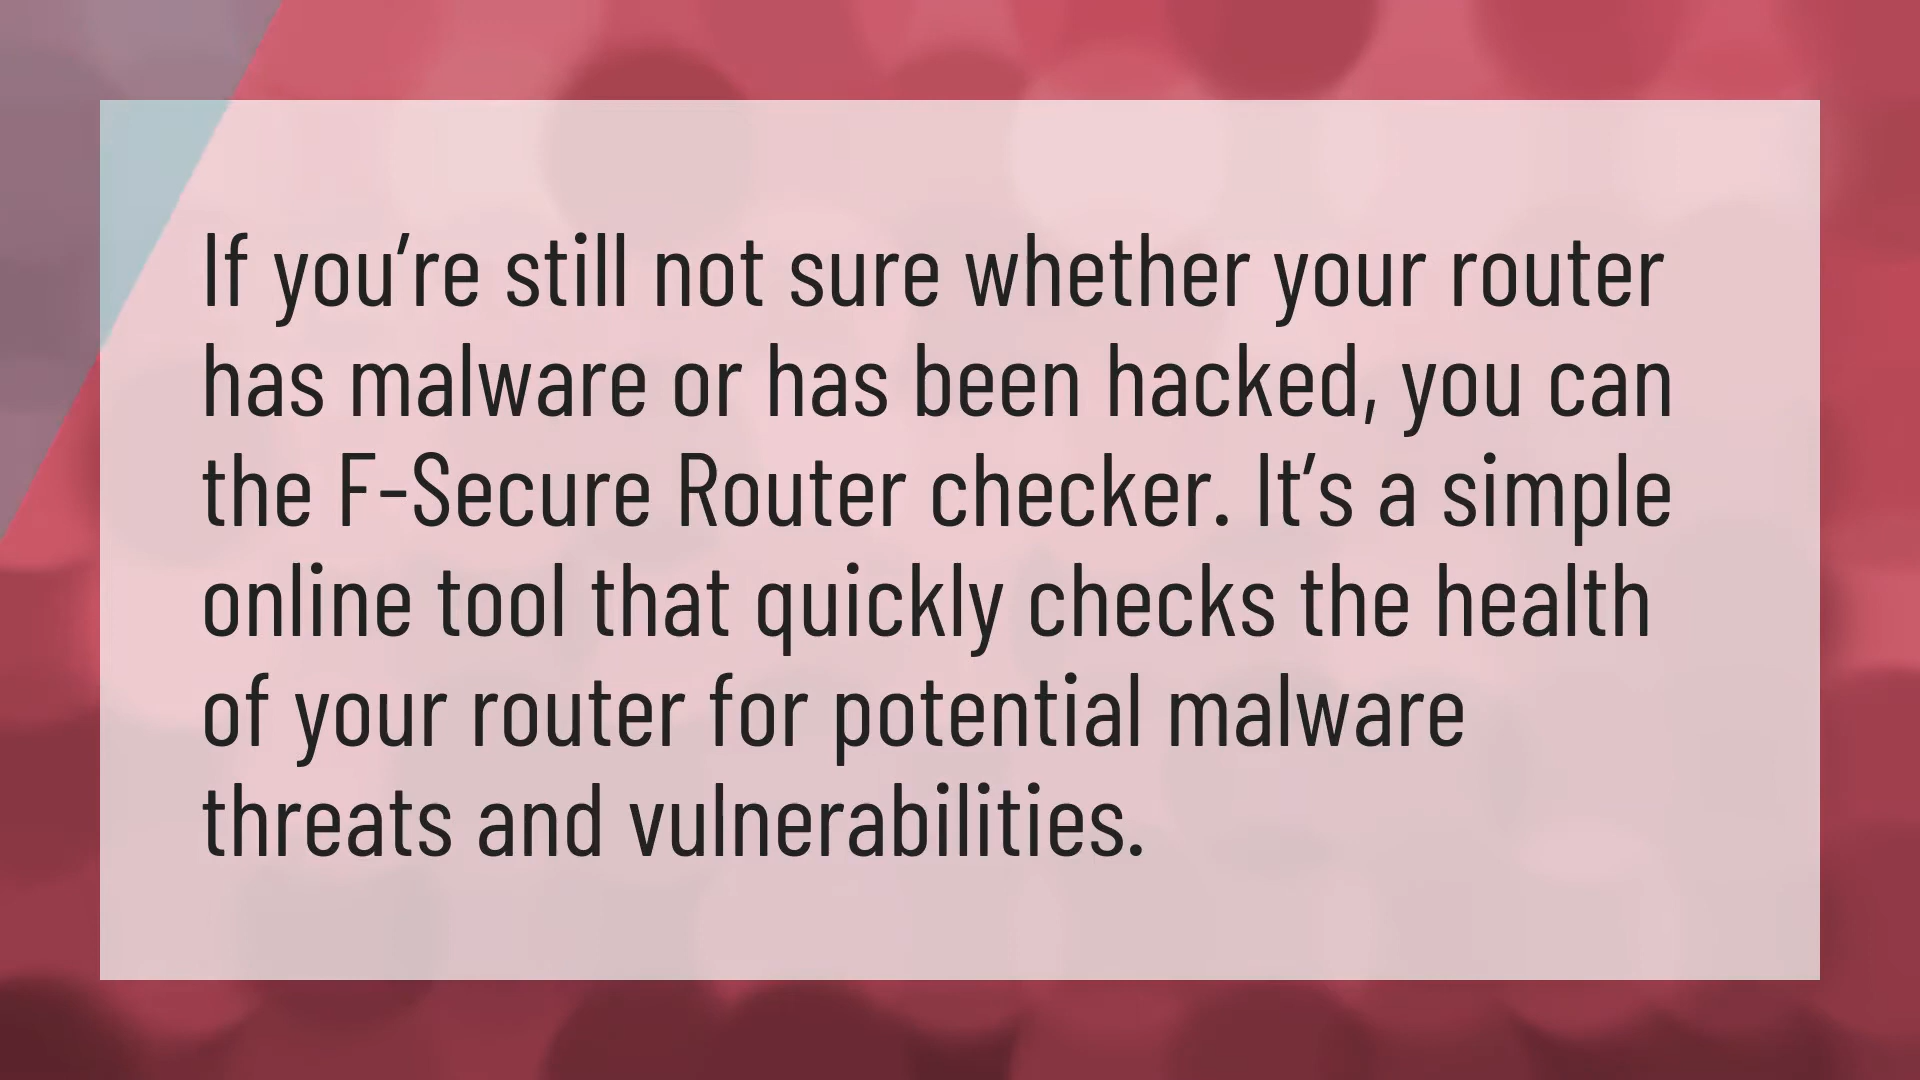 If you’re still not sure whether your router
has malware or has been hacked, you can
the F-Secure Router checker. It’s a simple
online tool that quickly checks the health
of your router for potential malware
threats and vulnerabilities.